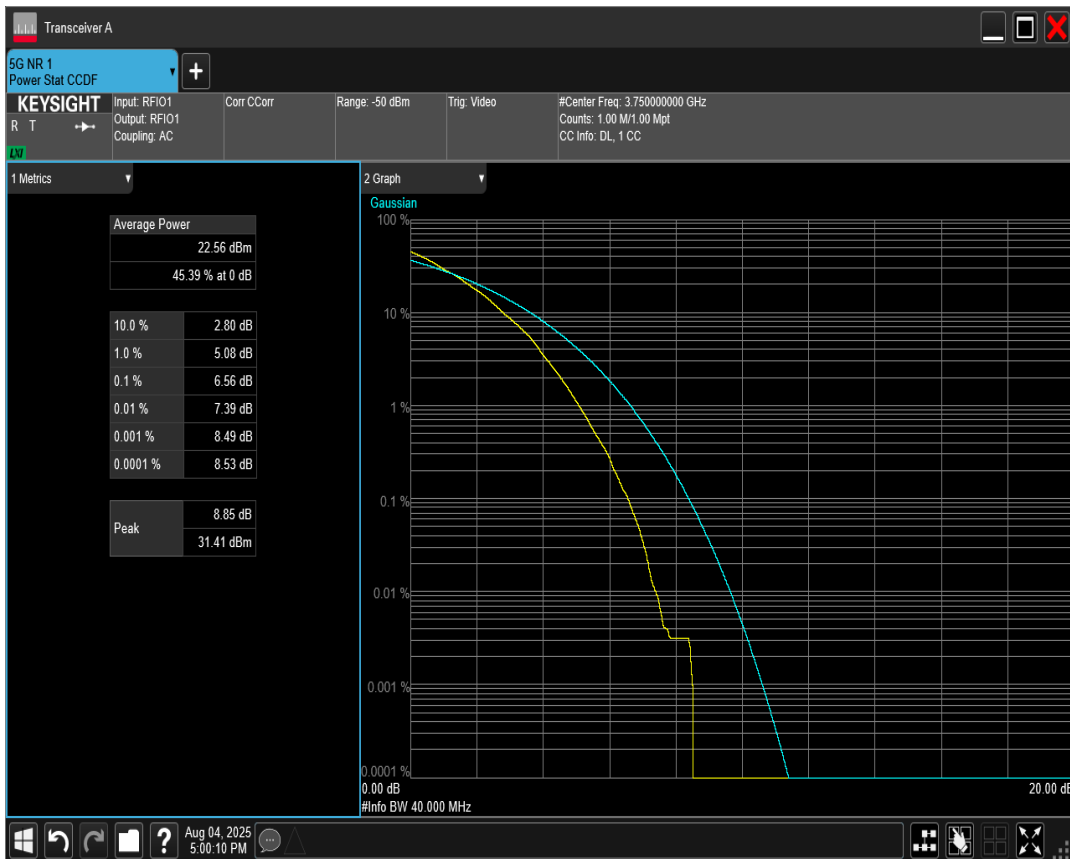 Transceiver A
5G NR 1
Power Stat CCDF
+
KEYSIGHT
R T
LXI
Input: RFIO1
Output: RFIO1
Coupling: AC
Corr CCorr
Range: -50 dBm
Trig: Video
#Center Freq: 3.750000000 GHz
Counts: 1.00 M/1.00 Mpt
CC Info: DL, 1 CC
1 Metrics
Average Power
22.56 dBm
45.39 % at 0 dB
10.0 % 2.80 dB
1.0 % 5.08 dB
0.1 % 6.56 dB
0.01 % 7.39 dB
0.001 % 8.49 dB
0.0001 % 8.53 dB
Peak 8.85 dB
31.41 dBm
2 Graph
Gaussian
100 %
10 %
1 %
0.1 %
0.01 %
0.001 %
0.0001 %
0.00 dB 20.00 dB
#Info BW 40.000 MHz
?
Aug 04, 2025
5:00:10 PM